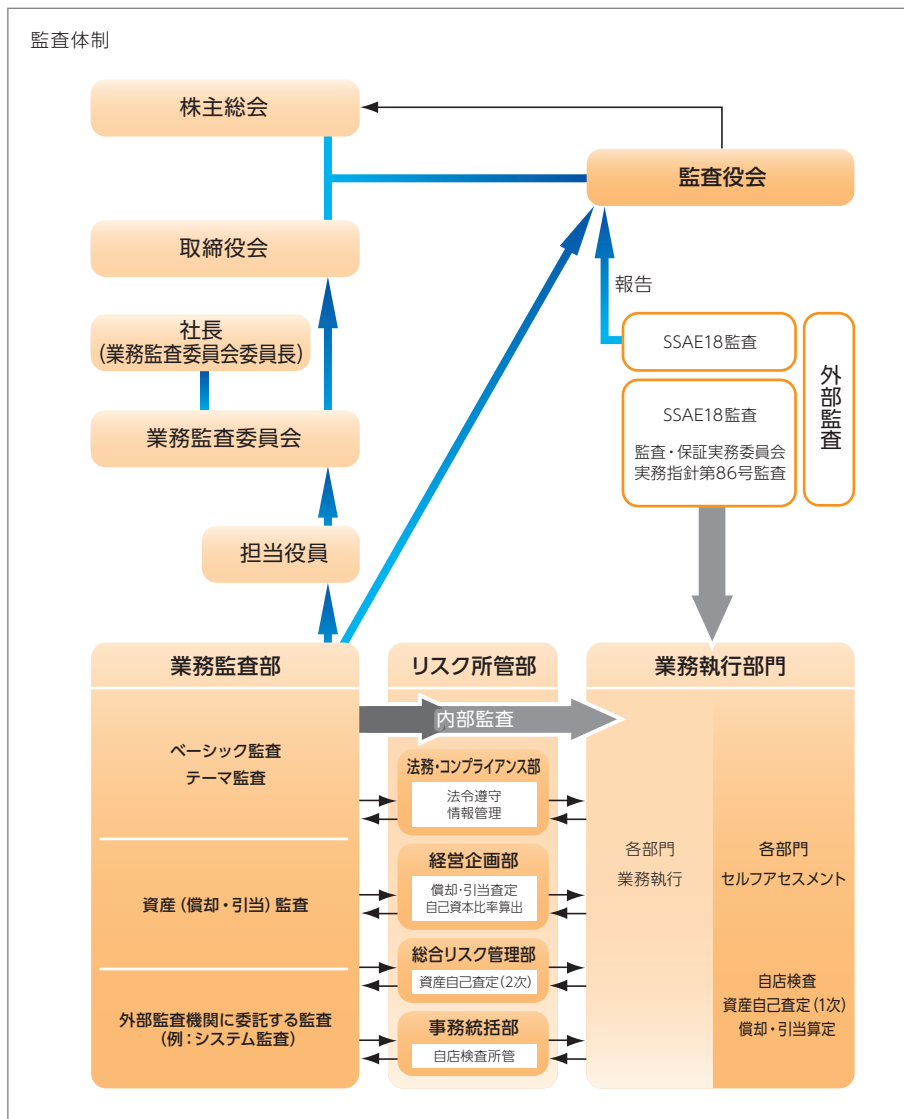 監査体制
株主総会
監査役会
取締役会
報告
社長
(業務監査委員会委員長)
SSAE18監査
外部監査
業務監査委員会
SSAE18監査
監査・保証実務委員会
実務指針第86号監査
担当役員
業務監査部
リスク所管部
業務執行部門
内部監査
ベーシック監査
テーマ監査
法務・コンプライアンス部
法令遵守
情報管理
各部門
業務執行
各部門
セルフアセスメント
経営企画部
償却・引当査定
自己資本比率算出
資産(償却・引当)監査
総合リスク管理部
資産自己査定(2次)
自店検査
資産自己査定(1次)
償却・引当算定
外部監査機関に委託する監査
(例:システム監査)
事務統括部
自店検査所管